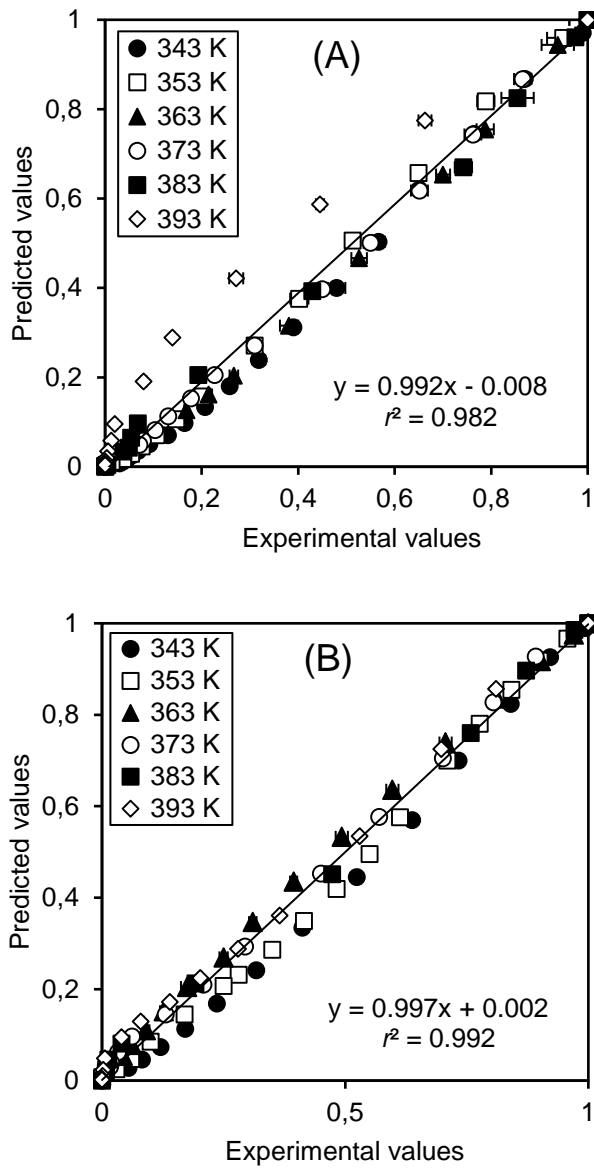 (A)
343 K
353 K
363 K
373 K
383 K
393 K
1
0,8
0,6
0,4
0,2
0
Predicted values
y = 0.992x - 0.008
r² = 0.982
0 0,2 0,4 0,6 0,8 1
Experimental values
(B)
343 K
353 K
363 K
373 K
383 K
393 K
1
0,8
0,6
0,4
0,2
0
Predicted values
y = 0.997x + 0.002
r² = 0.992
0 0,5 1
Experimental values